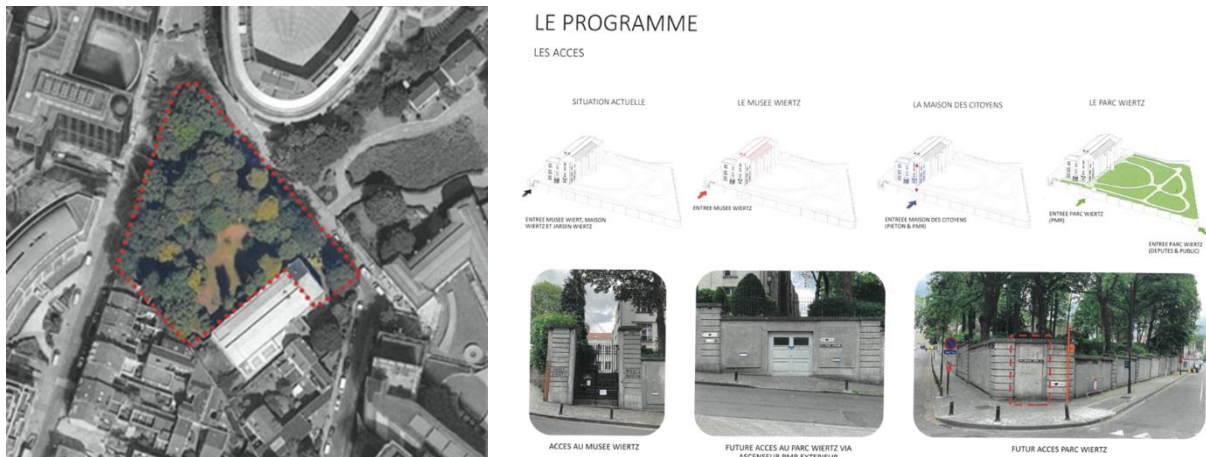 LE PROGRAMME
LES ACCES
SITUATION ACTUELLE
LE MUSEE WIERTZ
LA MAISON DES CITOYENS
LE PARC WIERTZ
ENTREE MUSEE WIERT, MAISON
WIERTZ ET JARDIN WIERTZ
ENTREE MUSEE WIERTZ
ENTREEE MAISON DES CITOYENS
(PIETON & PMR)
ENTREE PARC WIERTZ
(PMR)
ENTREE PARC WIERTZ
(DEPUTES & PUBLIC)
ACCES AU MUSEE WIERTZ
FUTURE ACCES AU PARC WIERTZ VIA
ASCENSEUR PMR EXTERIEUR
FUTUR ACCES PARC WIERTZ